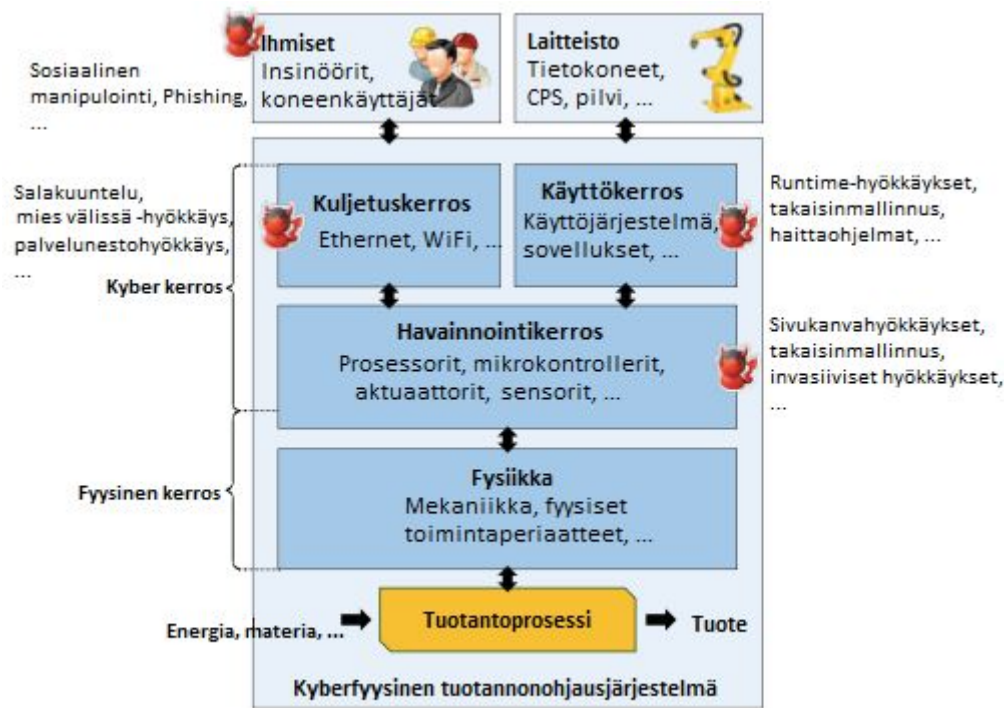 Ihmiset
Insinöörit,
koneenkäyttäjät
Laitteisto
Tietokoneet,
CPS, pilvi, ...
Sosiaalinen
manipulointi, Phishing,
...
Salakuuntelu,
mies välissä -hyökkäys,
palvelunestohyökkäys,
...
Kuljetuskerros
Ethernet, WiFi, ...
Käyttökerros
Käyttöjärjestelmä,
sovellukset, ...
Runtime-hyökkäykset,
takaisinmallinnus,
haittaohjelmat, ...
Kyber kerros
Havainnointikerros
Prosessorit, mikrokontrollerit,
aktuaattorit, sensorit, ...
Sivukanvahyökkäykset,
takaisinmallinnus,
invasiiviset hyökkäykset,
...
Fyysinen kerros
Fysiikka
Mekaniikka, fyysiset
toimintaperiaatteet, ...
Energia, materia, ...
Tuotantoprosessi
Tuote
Kyberfyysinen tuotannonohjausjärjestelmä